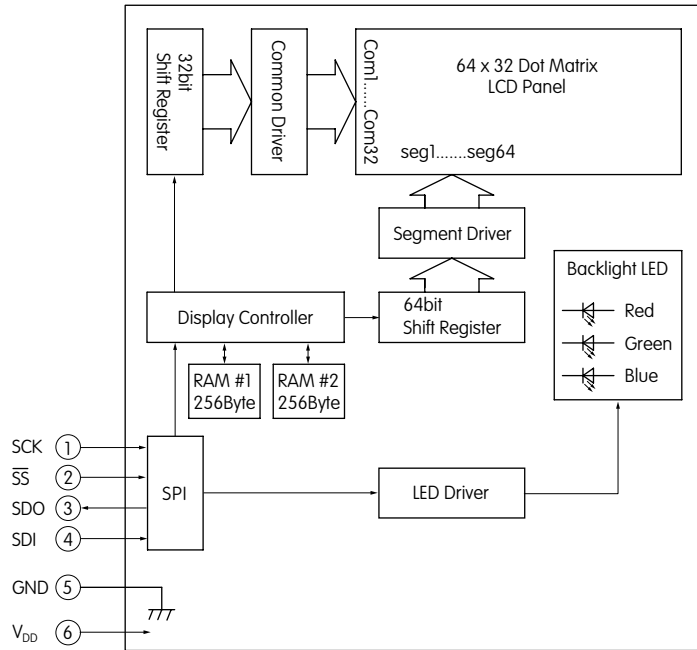 32bit
Shift Register
Common Driver
Com1......Com32
64 x 32 Dot Matrix
LCD Panel
seg1.......seg64
Segment Driver
Backlight LED
Red
Green
Blue
Display Controller
64bit
Shift Register
RAM #1
256Byte
RAM #2
256Byte
SCK 1
SS 2
SDO 3
SDI 4
SPI
LED Driver
GND 5
VDD 6